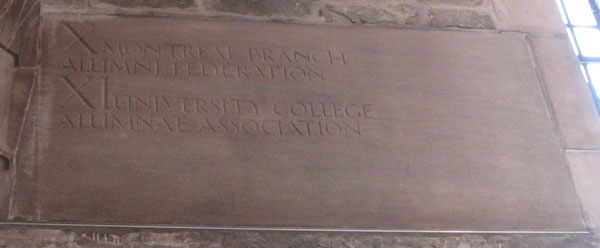 X MONTREAL BRANCH
ALUMNI FEDERATION
XI UNIVERSITY COLLEGE
ALUMNAE ASSOCIATION